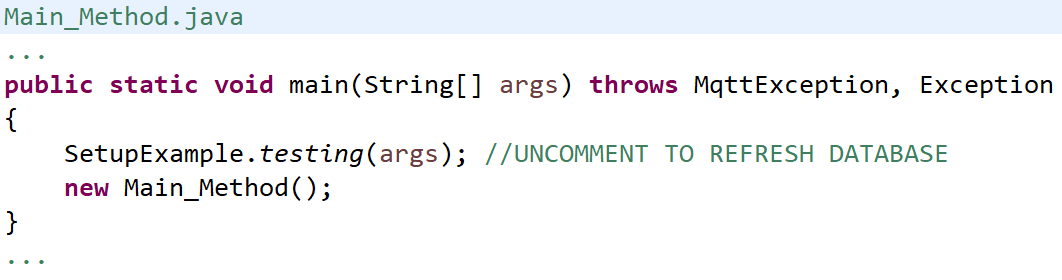 Main_Method.java
...
public static void main(String[] args) throws MqttException, Exception
{
    SetupExample.testing(args); //UNCOMMENT TO REFRESH DATABASE
    new Main_Method();
}
...